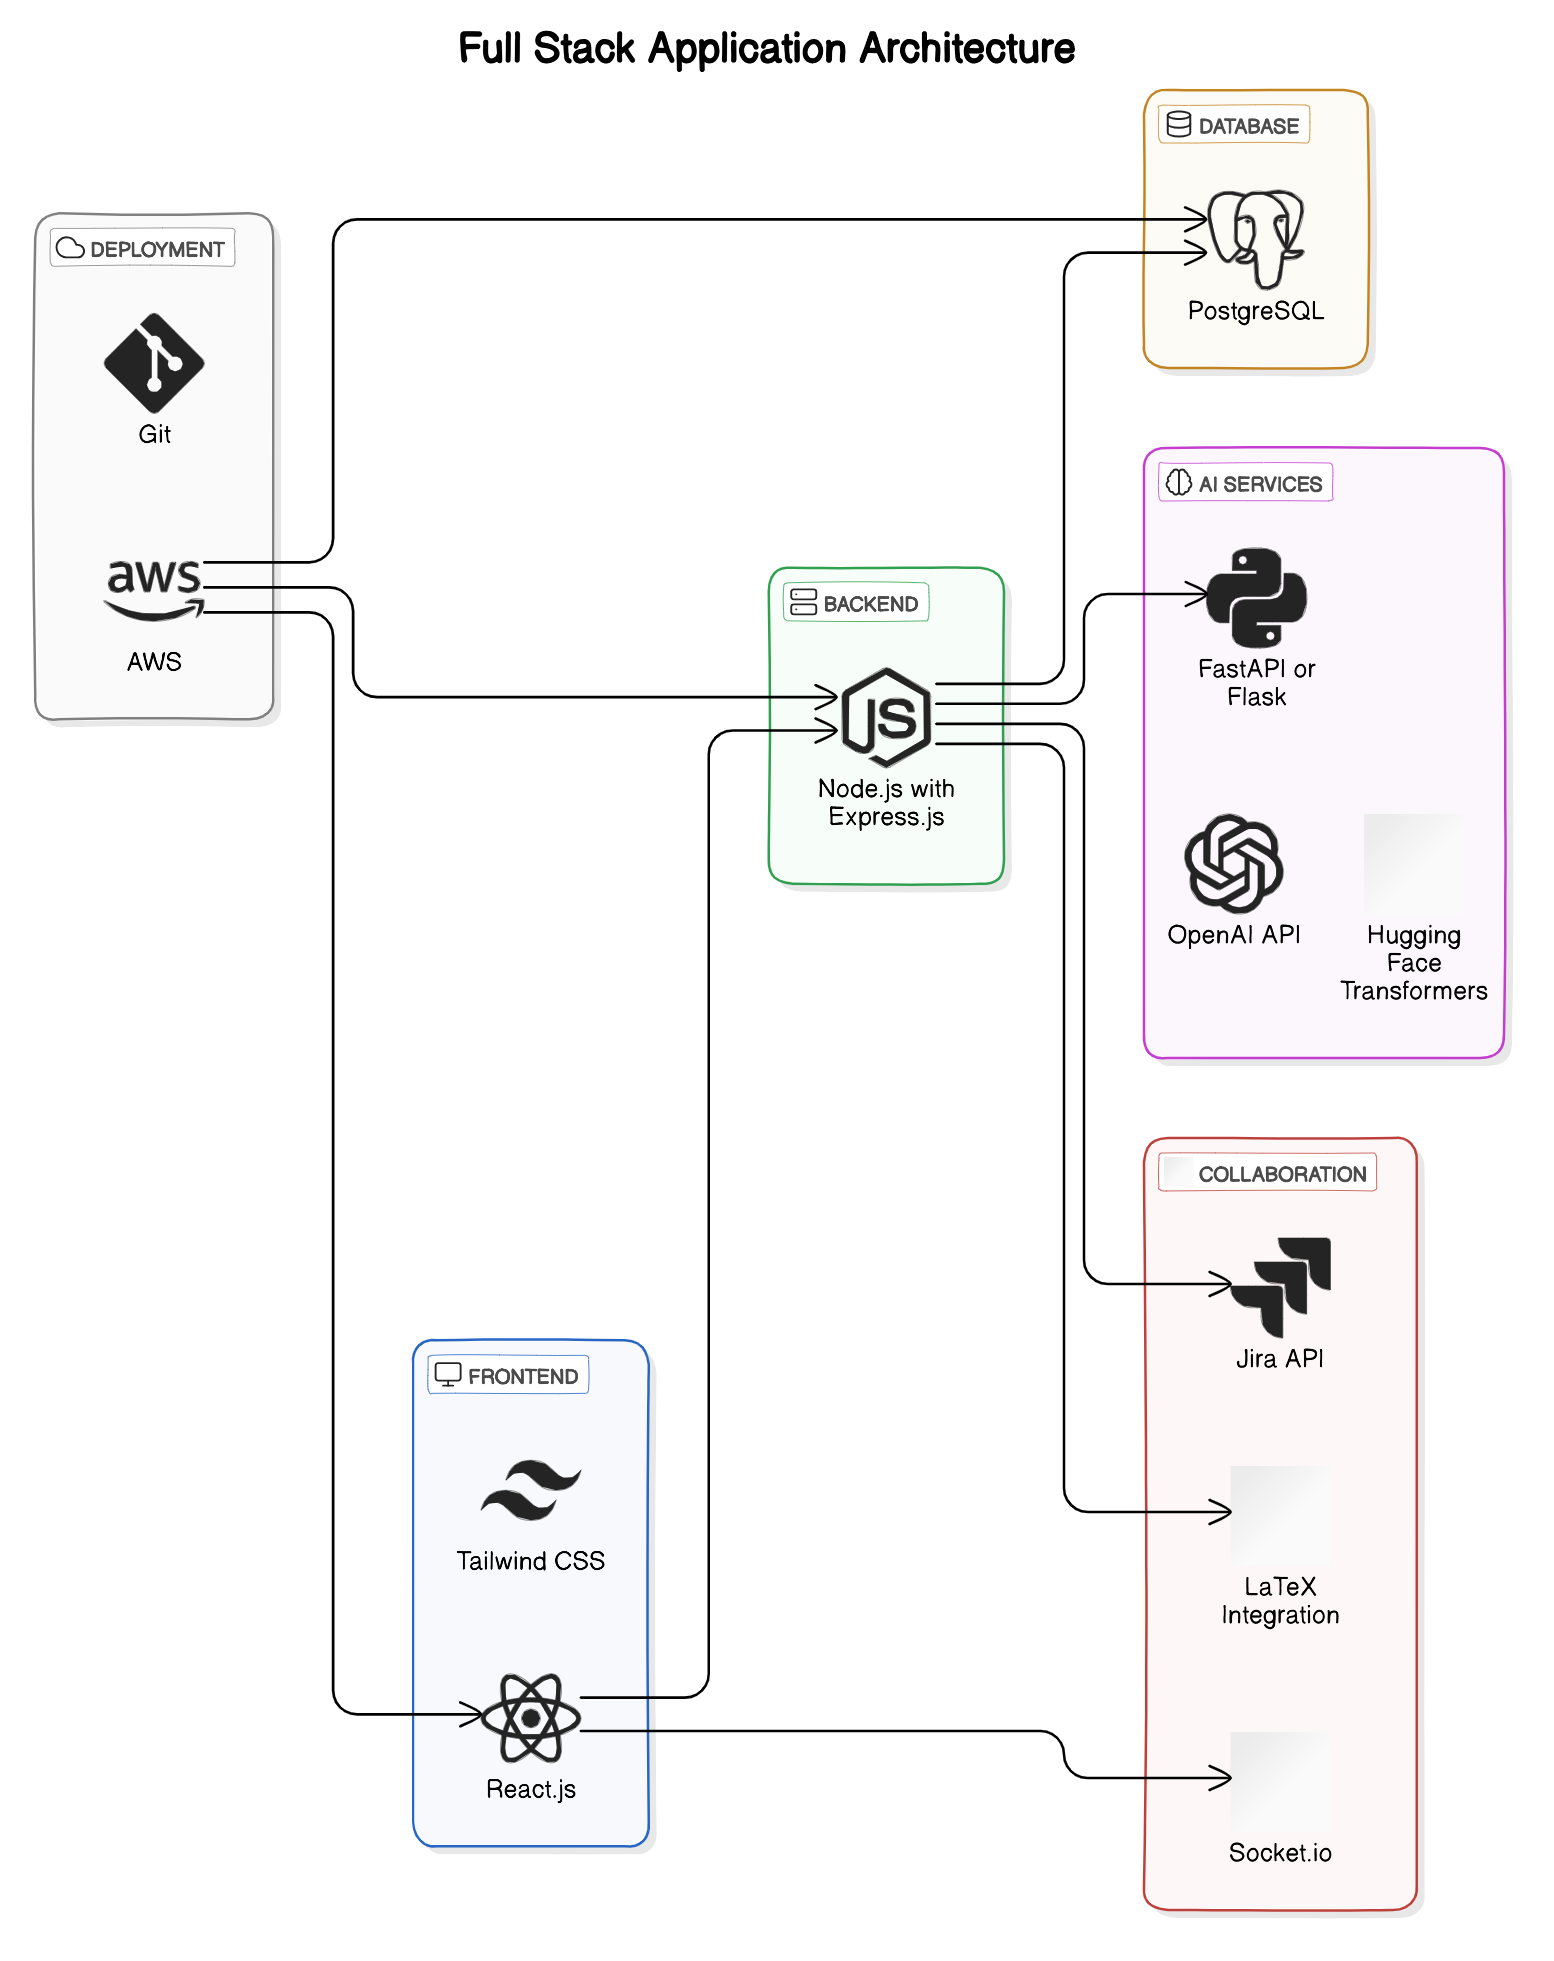 Full Stack Application Architecture
DATABASE
PostgreSQL
DEPLOYMENT
Git
aws
AWS
AI SERVICES
FastAPI or
Flask
OpenAI API
Hugging
Face
Transformers
BACKEND
JS
Node.js with
Express.js
COLLABORATION
Jira API
LaTeX
Integration
Socket.io
FRONTEND
Tailwind CSS
React.js